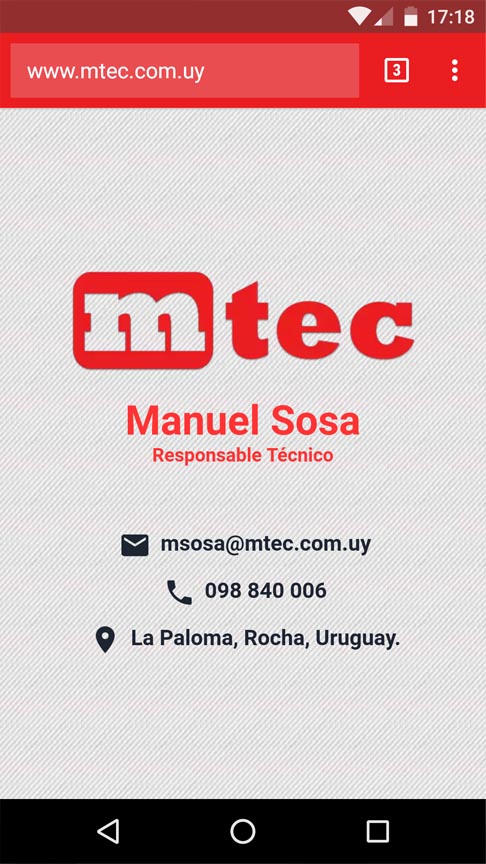 17:18
www.mtec.com.uy
3
mtec
Manuel Sosa
Responsable Técnico
msosa@mtec.com.uy
098 840 006
La Paloma, Rocha, Uruguay.